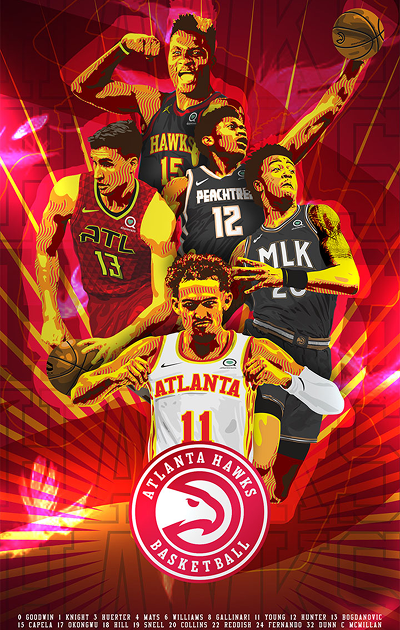 HAWKS
15
PEACHTREE
12
ATL
13
MLK
20
ATLANTA
11
ATLANTA HAWKS
BASKETBALL
0 GOODWIN 1 KNIGHT 3 HUERTER 4 MAYS 6 WILLIAMS 8 GALLINARI 11 YOUNG 12 HUNTER 13 BOGDANOVIC
15 CAPELA 17 OKONGWU 18 HILL 19 SNELL 20 COLLINS 22 REDDISH 24 FERNANDO 32 DUNN C MCMILLAN